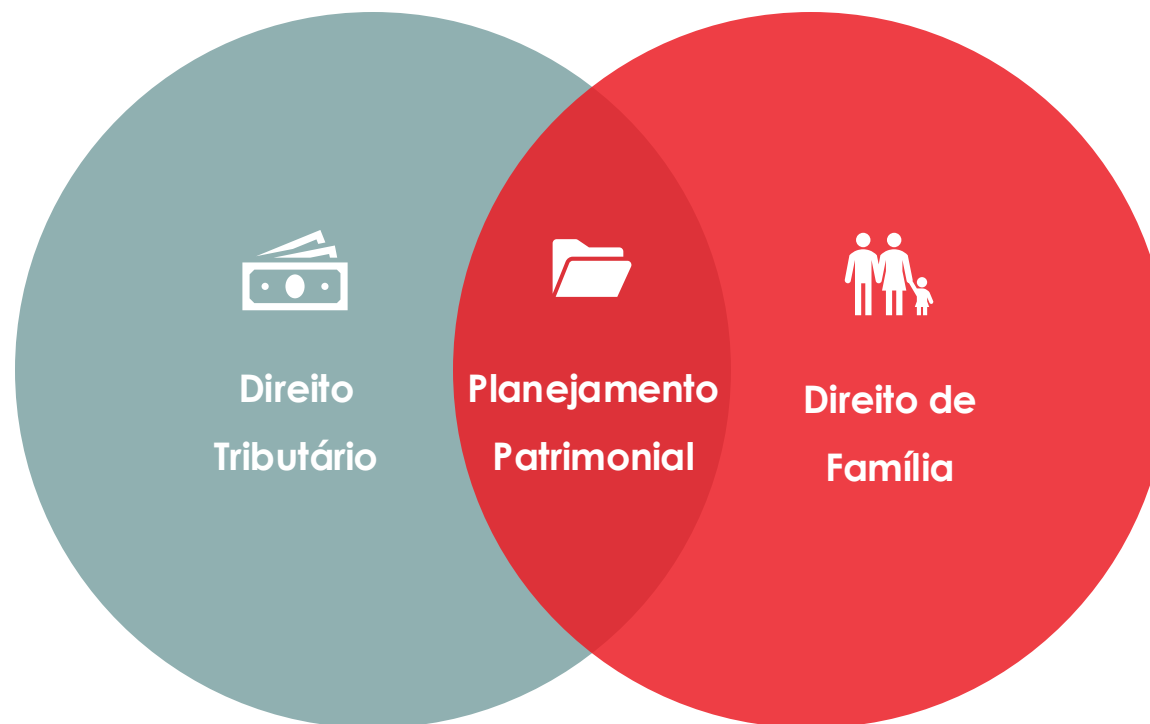 Direito
Tributário
Planejamento
Patrimonial
Direito de
Família